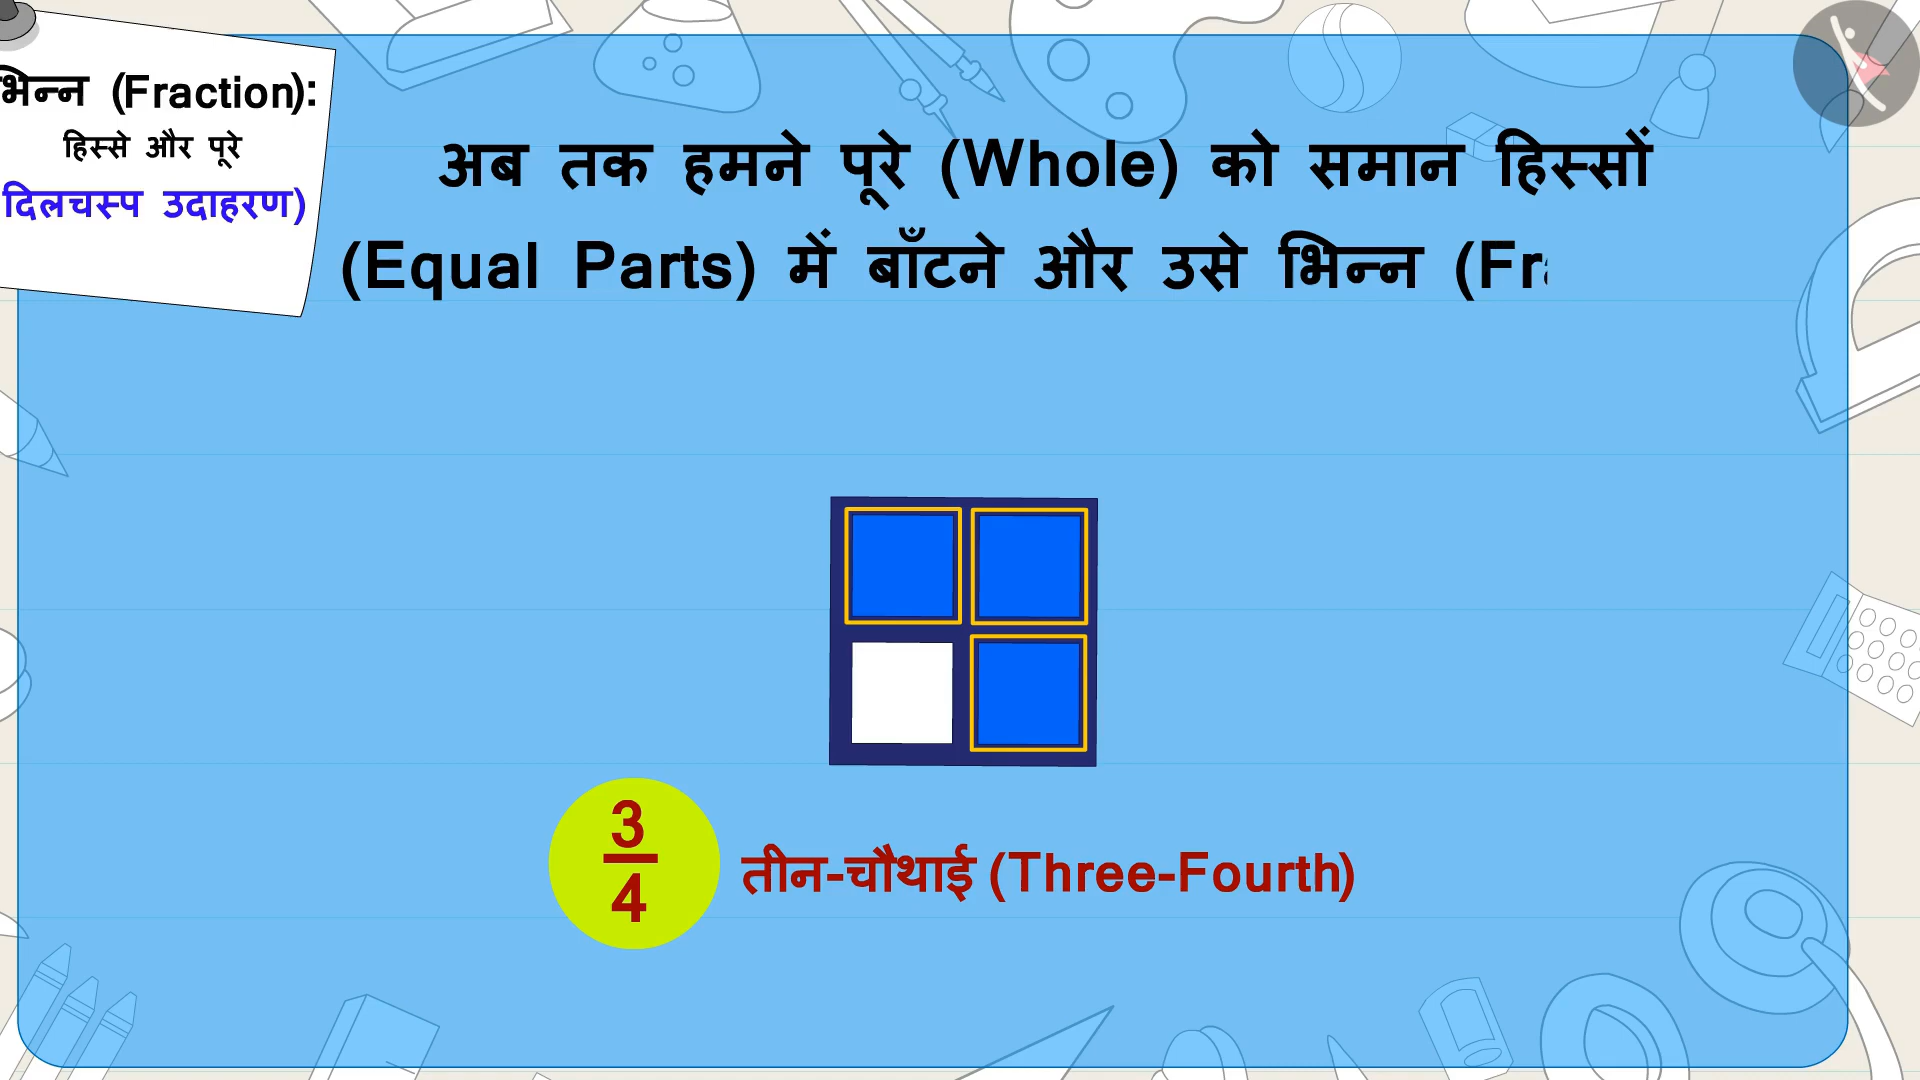 भिन्न (Fraction):
हिस्से और पूरे
दिलचस्प उदाहरण)
अब तक हमने पूरे (Whole) को समान हिस्सों
(Equal Parts) में बाँटने और उसे भिन्न
3
4
तीन-चौथाई (Three-Fourth)